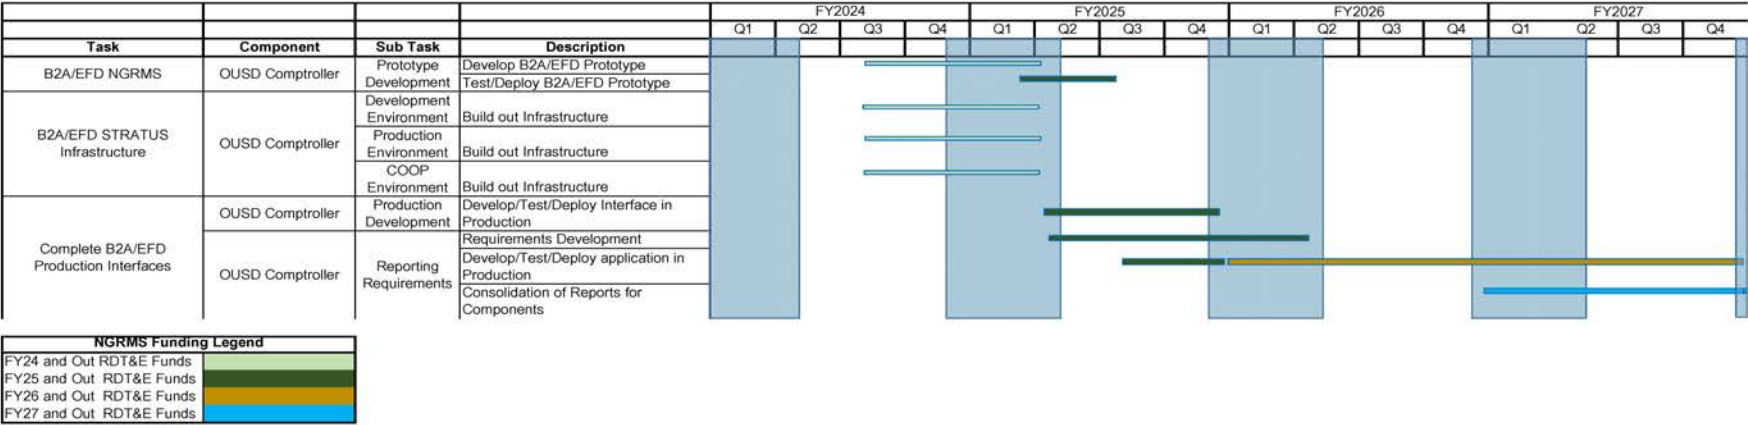 FY2024 FY2025 FY2026 FY2027
Q1 Q2 Q3 Q4 Q1 Q2 Q3 Q4 Q1 Q2 Q3 Q4 Q1 Q2 Q3 Q4
Task Component Sub Task Description
B2A/EFD NGRMS OUSD Comptroller Prototype Development
Develop B2A/EFD Prototype
Test/Deploy B2A/EFD Prototype
B2A/EFD STRATUS
Infrastructure
OUSD Comptroller
Development
Environment Build out Infrastructure
Production
Environment Build out Infrastructure
COOP
Environment Build out Infrastructure
Complete B2A/EFD
Production Interfaces
OUSD Comptroller
Production
Development
Develop/Test/Deploy Interface in
Production
OUSD Comptroller
Reporting
Requirements
Requirements Development
Develop/Test/Deploy application in
Production
Consolidation of Reports for
Components
NGRMS Funding Legend
FY24 and Out RDT&E Funds
FY25 and Out RDT&E Funds
FY26 and Out RDT&E Funds
FY27 and Out RDT&E Funds